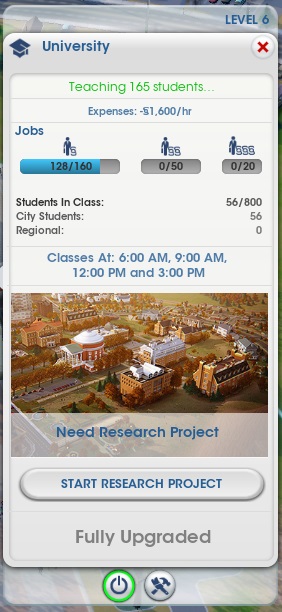 LEVEL 6
University
Teaching 165 students...
Expenses: -§1,600/hr
Jobs
§ §§ §§§
128/160 0/50 0/20
Students In Class: 56/800
City Students: 56
Regional: 0
Classes At: 6:00 AM, 9:00 AM,
12:00 PM and 3:00 PM
Need Research Project
START RESEARCH PROJECT
Fully Upgraded